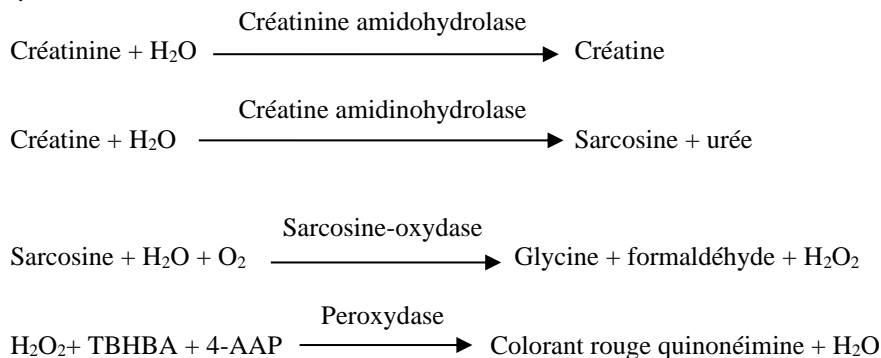 Créatinine amidohydrolase
Créatinine + H₂O Créatine
Créatine amidinohydrolase
Créatine + H₂O Sarcosine + urée
Sarcosine-oxydase
Sarcosine + H₂O + O₂ Glycine + formaldéhyde + H₂O₂
Peroxydase
H₂O₂+ TBHBA + 4-AAP Colorant rouge quinonéimine + H₂O